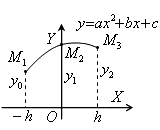 y=ax²+bx+c
Y
M₁ M₂ M₃
y₀ y₁ y₂
X
−h O h